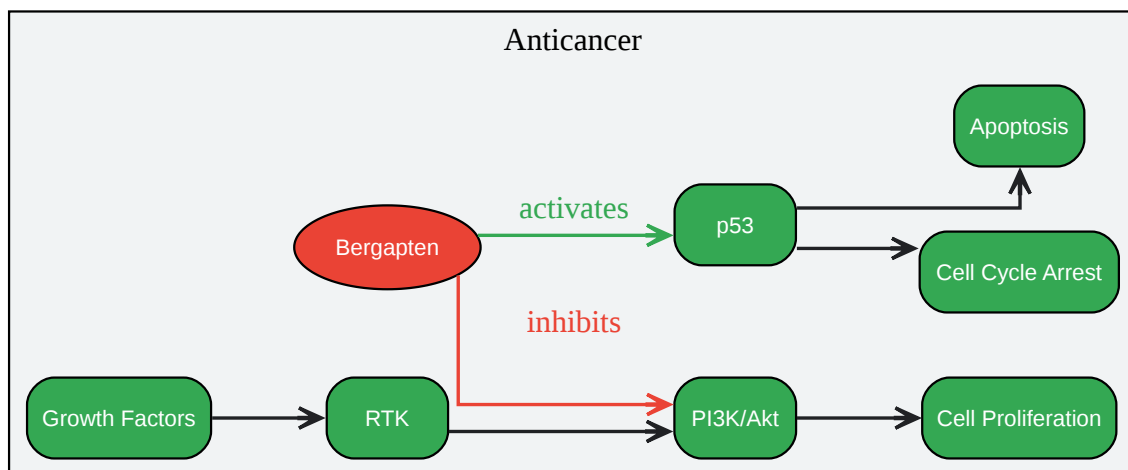 Anticancer
Apoptosis
activates
p53
Bergapten
Cell Cycle Arrest
inhibits
Growth Factors
RTK
PI3K/Akt
Cell Proliferation